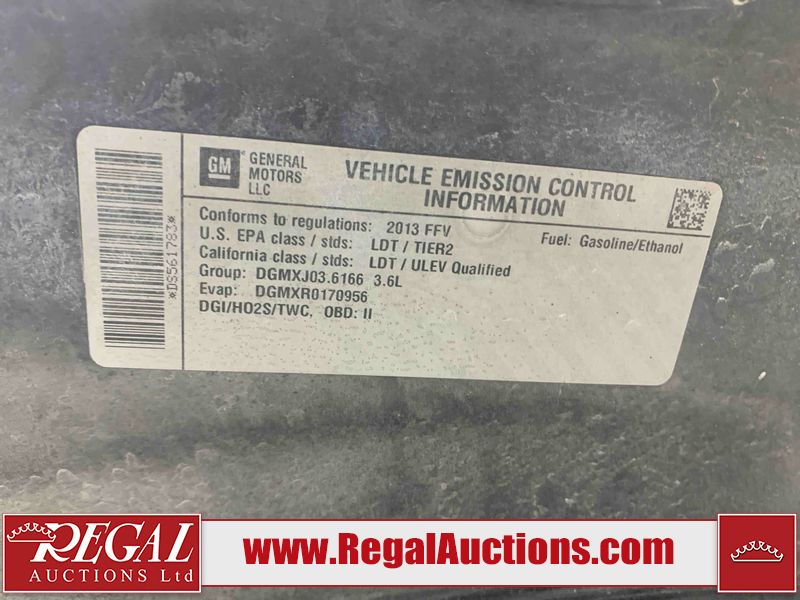 *DS561783*
GM
GENERAL
MOTORS
LLC
VEHICLE EMISSION CONTROL
INFORMATION
Conforms to regulations: 2013 FFV
U.S. EPA class / stds: LDT / TIER2
Fuel: Gasoline/Ethanol
California class / stds: LDT / ULEV Qualified
Group: DGMXJ03.6166 3.6L
Evap: DGMXR0170956
DGI/HO2S/TWC, OBD: II
REGAL
AUCTIONS Ltd
www.RegalAuctions.com